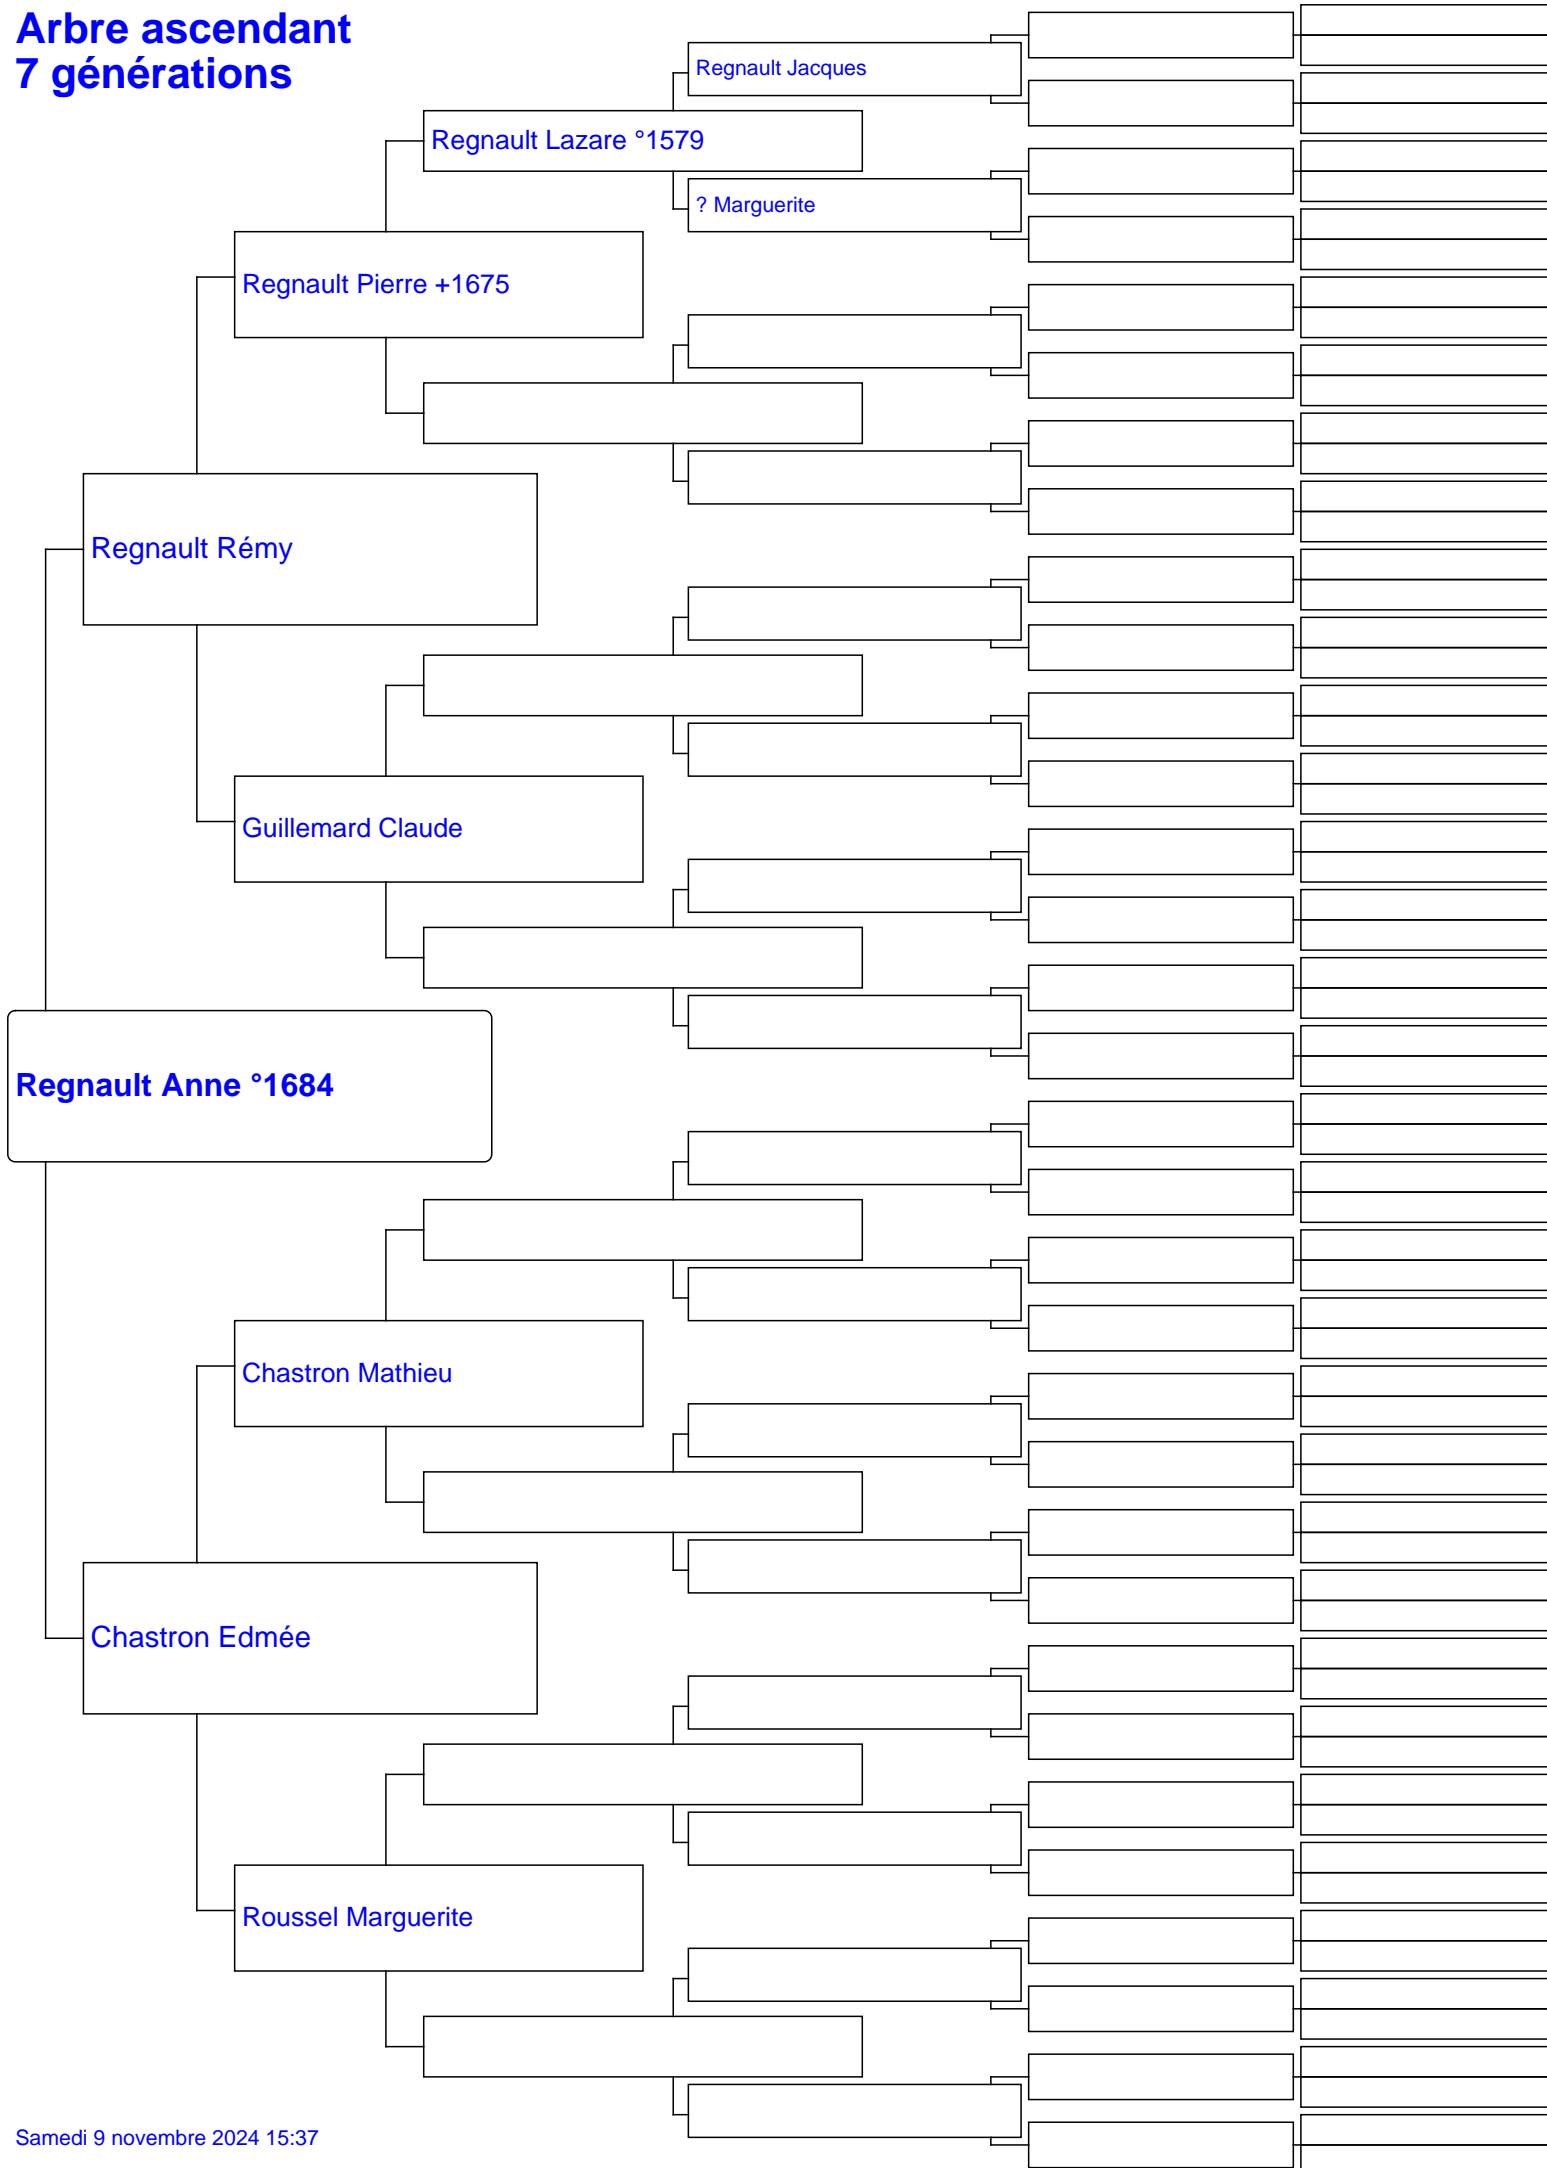 Arbre ascendant
7 générations
Regnault Jacques
Regnault Lazare °1579
? Marguerite
Regnault Pierre +1675
Regnault Rémy
Guillemard Claude
Regnault Anne °1684
Chastron Mathieu
Chastron Edmée
Roussel Marguerite
Samedi 9 novembre 2024 15:37